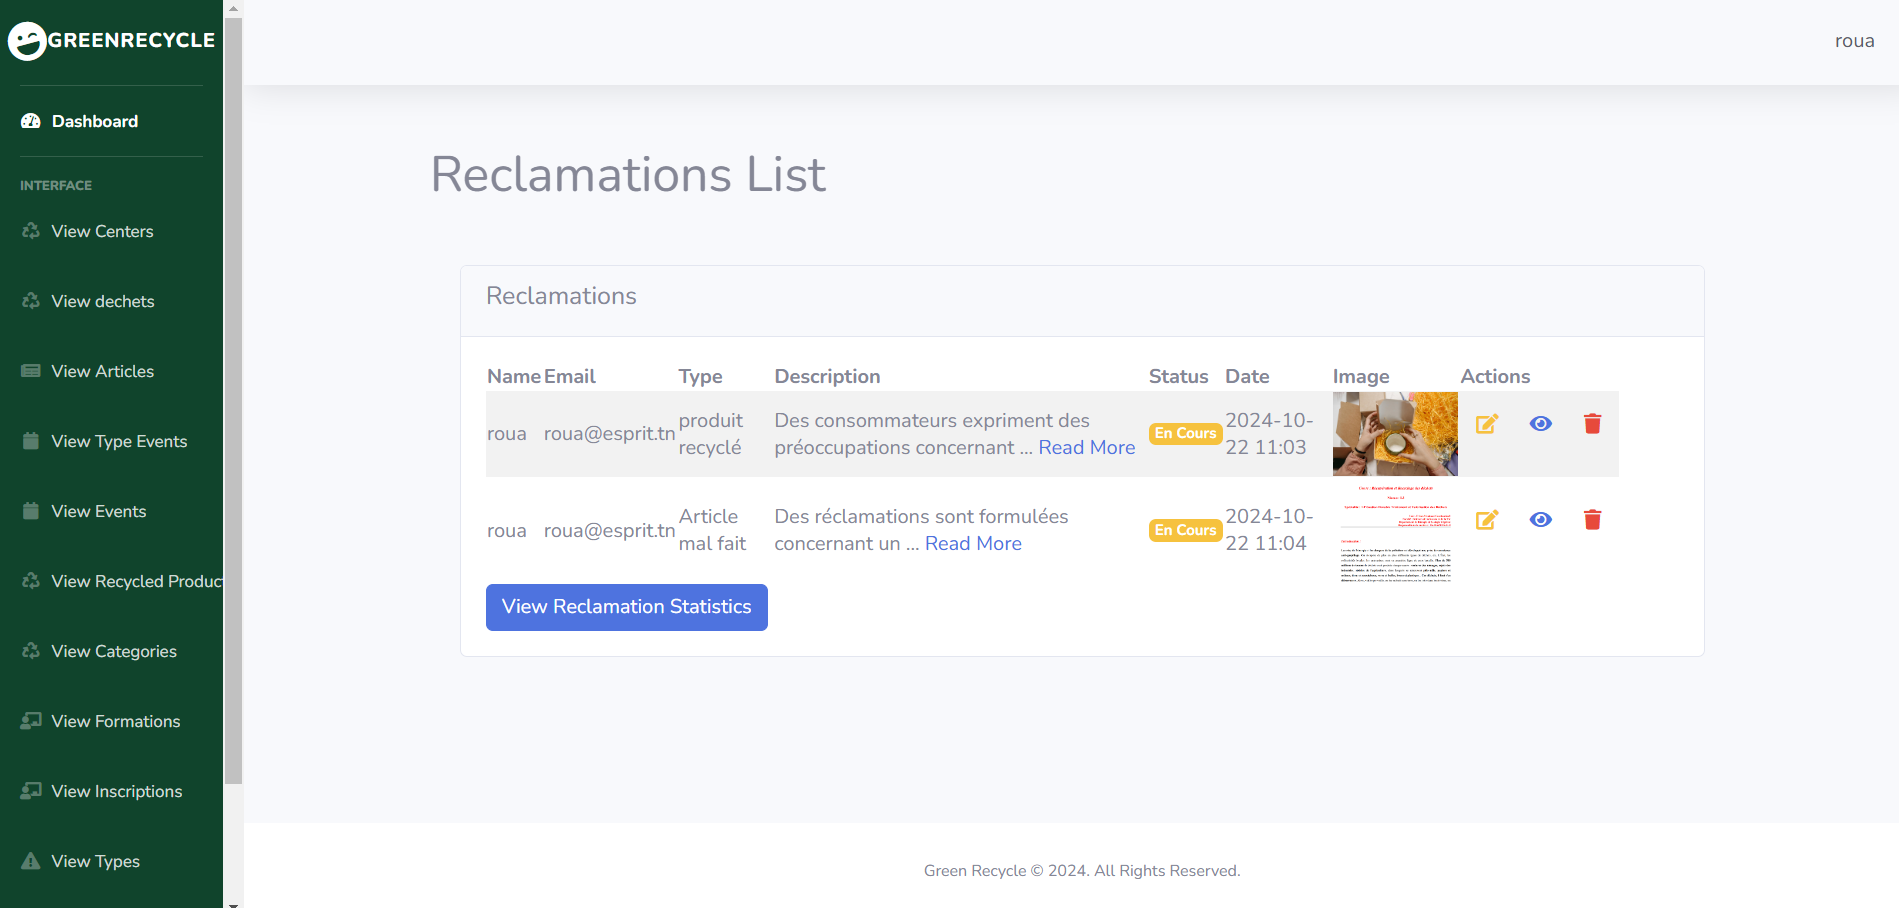 GREENRECYCLE
roua
Dashboard
INTERFACE
View Centers
View dechets
View Articles
View Type Events
View Events
View Recycled Produc
View Categories
View Formations
View Inscriptions
View Types
Reclamations List
Reclamations
Name Email Type Description Status Date Image Actions
roua roua@esprit.tn produit recyclé Des consommateurs expriment des
préoccupations concernant ... Read More En Cours 2024-10-
22 11:03
roua roua@esprit.tn Article mal fait Des réclamations sont formulées
concernant un ... Read More En Cours 2024-10-
22 11:04
View Reclamation Statistics
Green Recycle © 2024. All Rights Reserved.